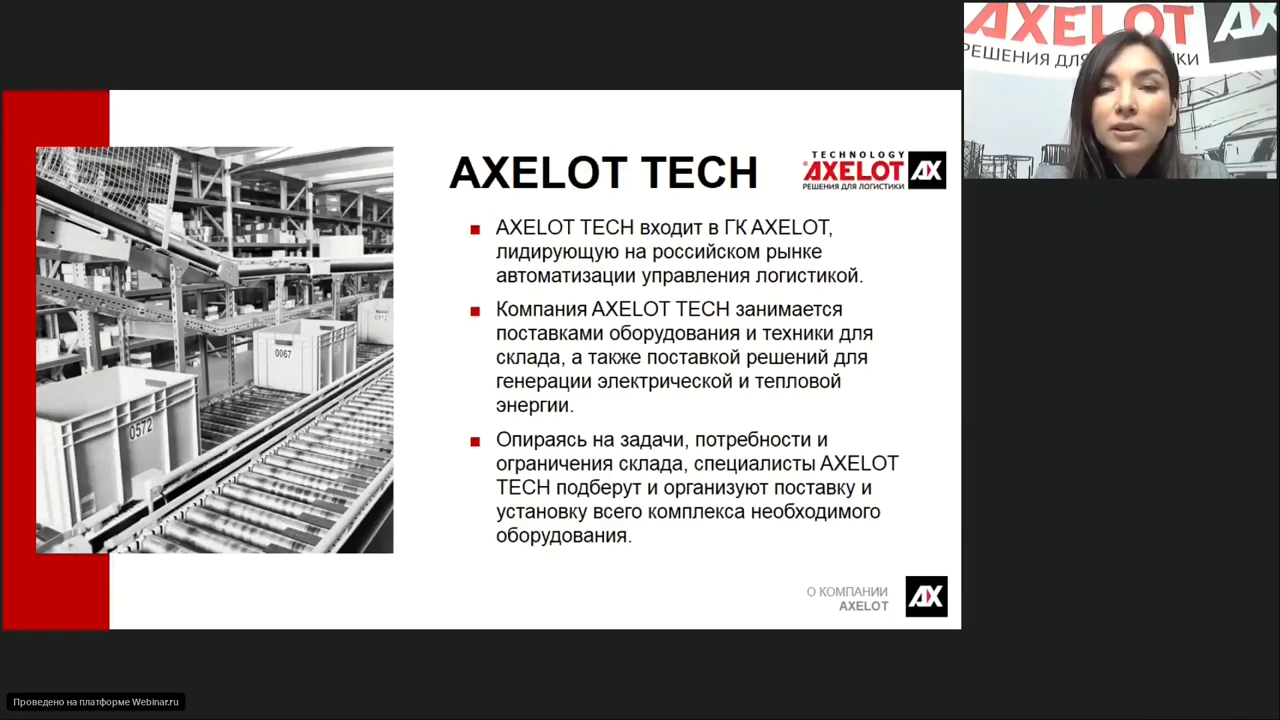 AXELOT
AX
РЕШЕНИЯ ДЛ
КИ
AXELOT TECH
TECHNOLOGY
AXELOT AX
РЕШЕНИЯ ДЛЯ ЛОГИСТИКИ
AXELOT TECH входит в ГК AXELOT,
лидирующую на российском рынке
автоматизации управления логистикой.
Компания AXELOT TECH занимается
поставками оборудования и техники для
склада, а также поставкой решений для
генерации электрической и тепловой
энергии.
Опираясь на задачи, потребности и
ограничения склада, специалисты AXELOT
TECH подберут и организуют поставку и
установку всего комплекса необходимого
оборудования.
0067
0572
О КОМПАНИИ
AXELOT
AX
Проведено на платформе Webinar.ru